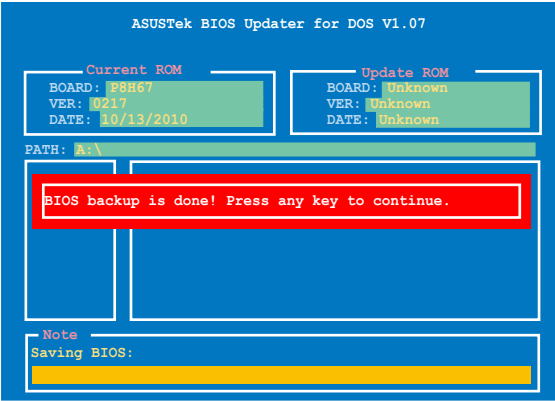 ASUSTek BIOS Updater for DOS V1.07
Current ROM
BOARD: P8H67
VER: 0217
DATE: 10/13/2010
Update ROM
BOARD: Unknown
VER: Unknown
DATE: Unknown
PATH: A:\
BIOS backup is done! Press any key to continue.
Note
Saving BIOS: